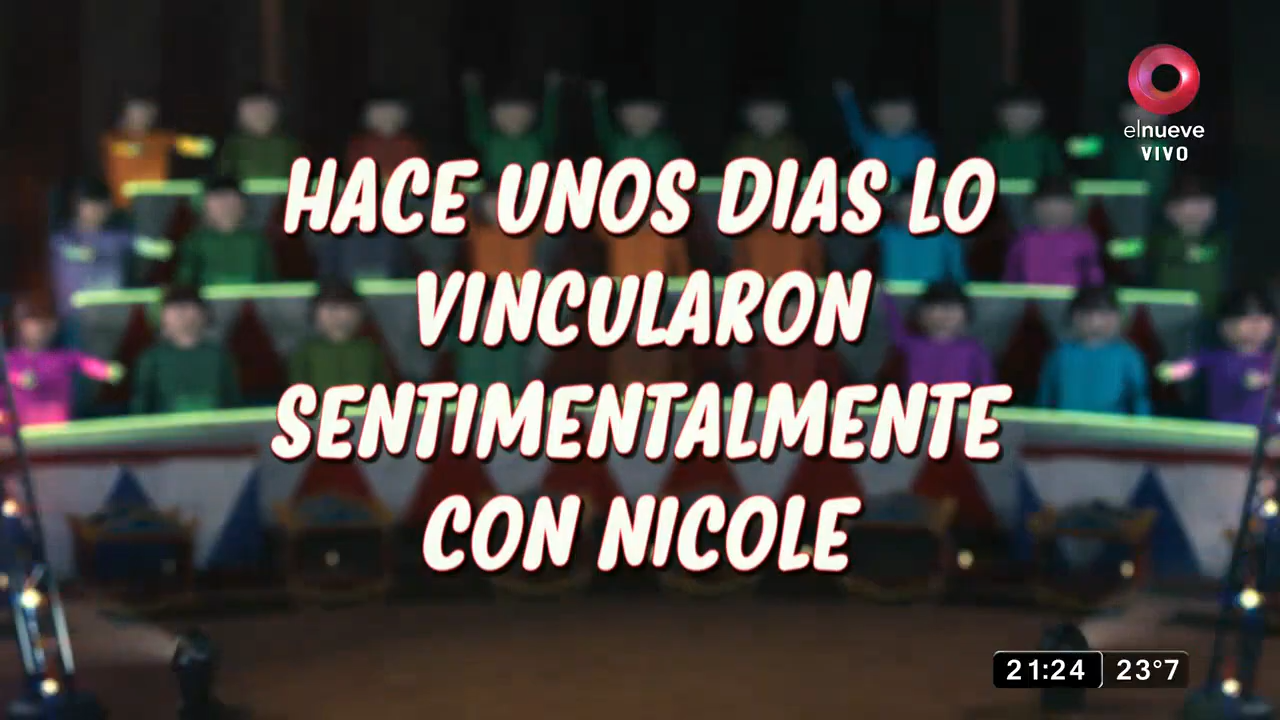 elnueve
VIVO
HACE UNOS DIAS LO
VINCULARON
SENTIMENTALMENTE
CON NICOLE
21:24 23°7